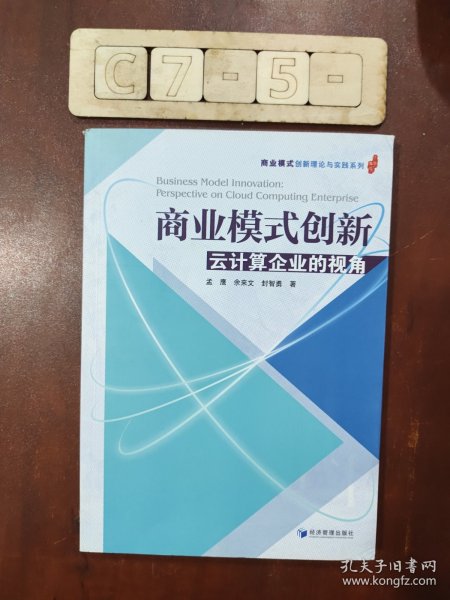 C7-5-
商业模式创新理论与实践系列
Business Model Innovation:
Perspective on Cloud Computing Enterprise
商业模式创新
云计算企业的视角
孟鹰 余来文 封智勇 著
经济管理出版社
孔夫子旧书网
www.kongfz.com